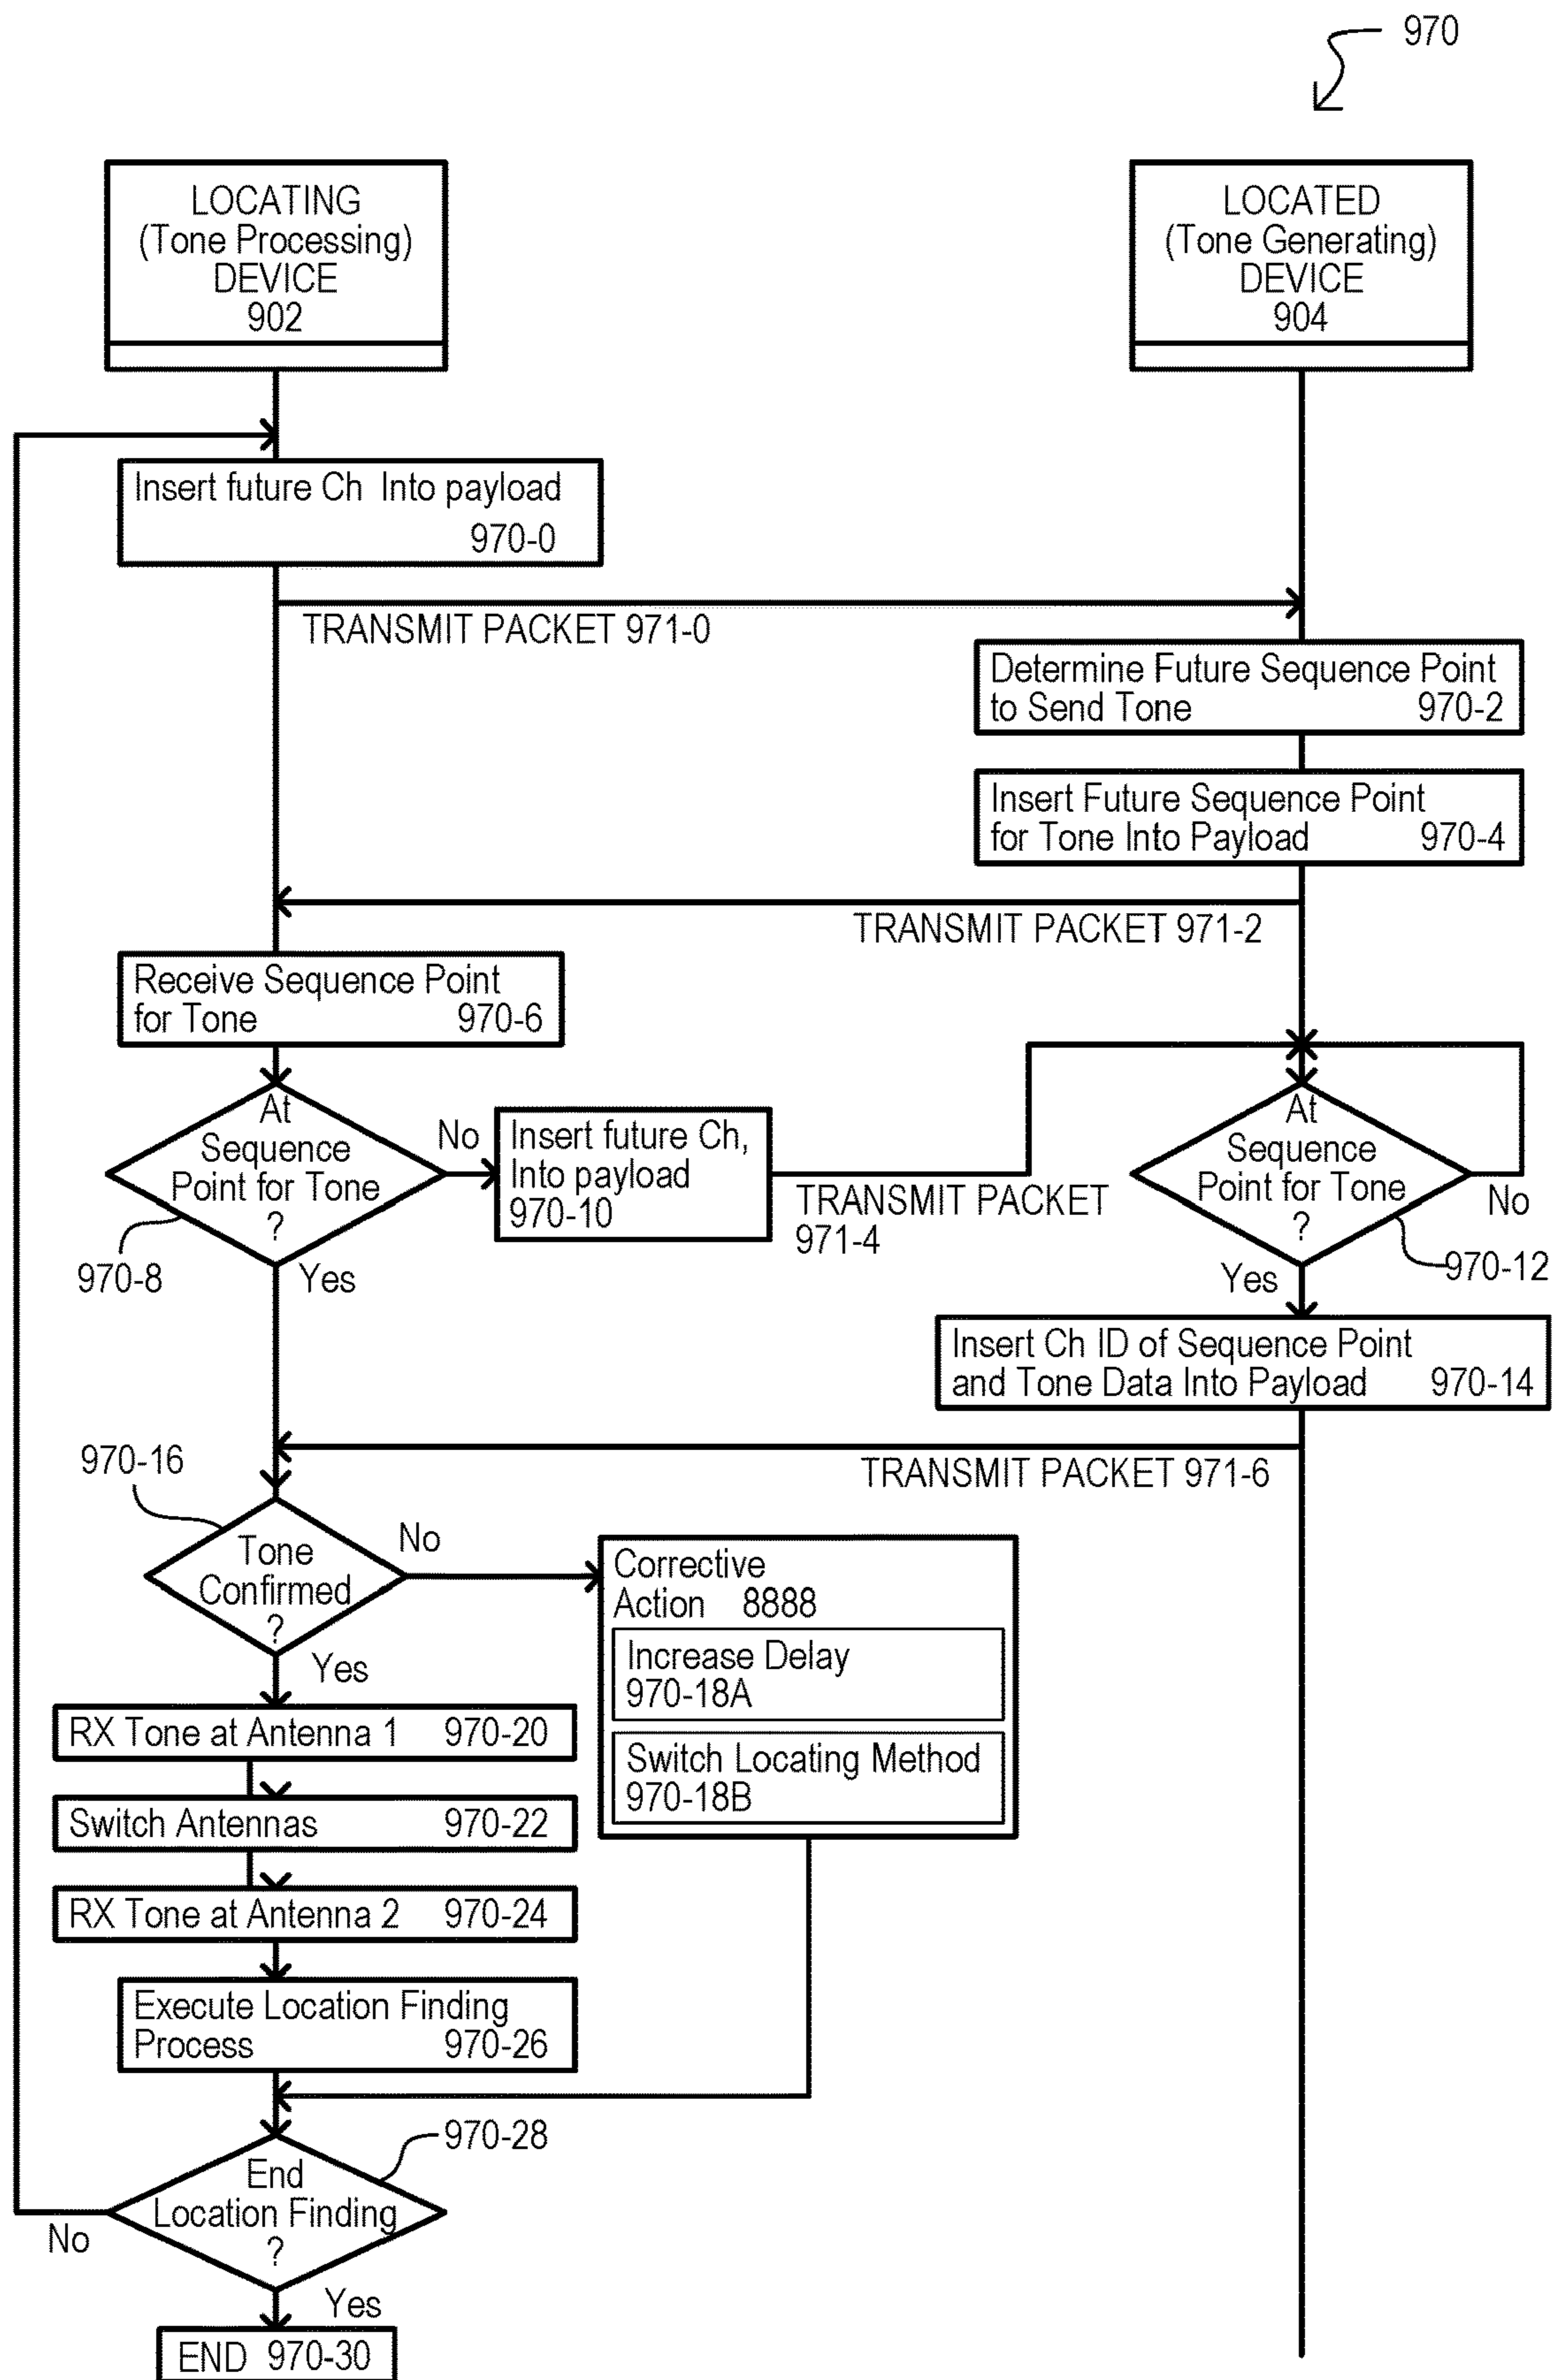 970
LOCATING
(Tone Processing)
DEVICE
902
LOCATED
(Tone Generating)
DEVICE
904
Insert future Ch Into payload
970-0
TRANSMIT PACKET 971-0
Determine Future Sequence Point
to Send Tone 970-2
Insert Future Sequence Point
for Tone Into Payload 970-4
TRANSMIT PACKET 971-2
Receive Sequence Point
for Tone 970-6
At
Sequence
Point for Tone
?
970-8
No
Yes
Insert future Ch,
Into payload
970-10
TRANSMIT PACKET
971-4
At
Sequence
Point for Tone
?
No
970-12
Yes
Insert Ch ID of Sequence Point
and Tone Data Into Payload 970-14
TRANSMIT PACKET 971-6
970-16
Tone
Confirmed
?
No
Yes
Corrective
Action 8888
Increase Delay
970-18A
Switch Locating Method
970-18B
RX Tone at Antenna 1 970-20
Switch Antennas 970-22
RX Tone at Antenna 2 970-24
Execute Location Finding
Process 970-26
970-28
End
Location Finding
?
No
Yes
END 970-30